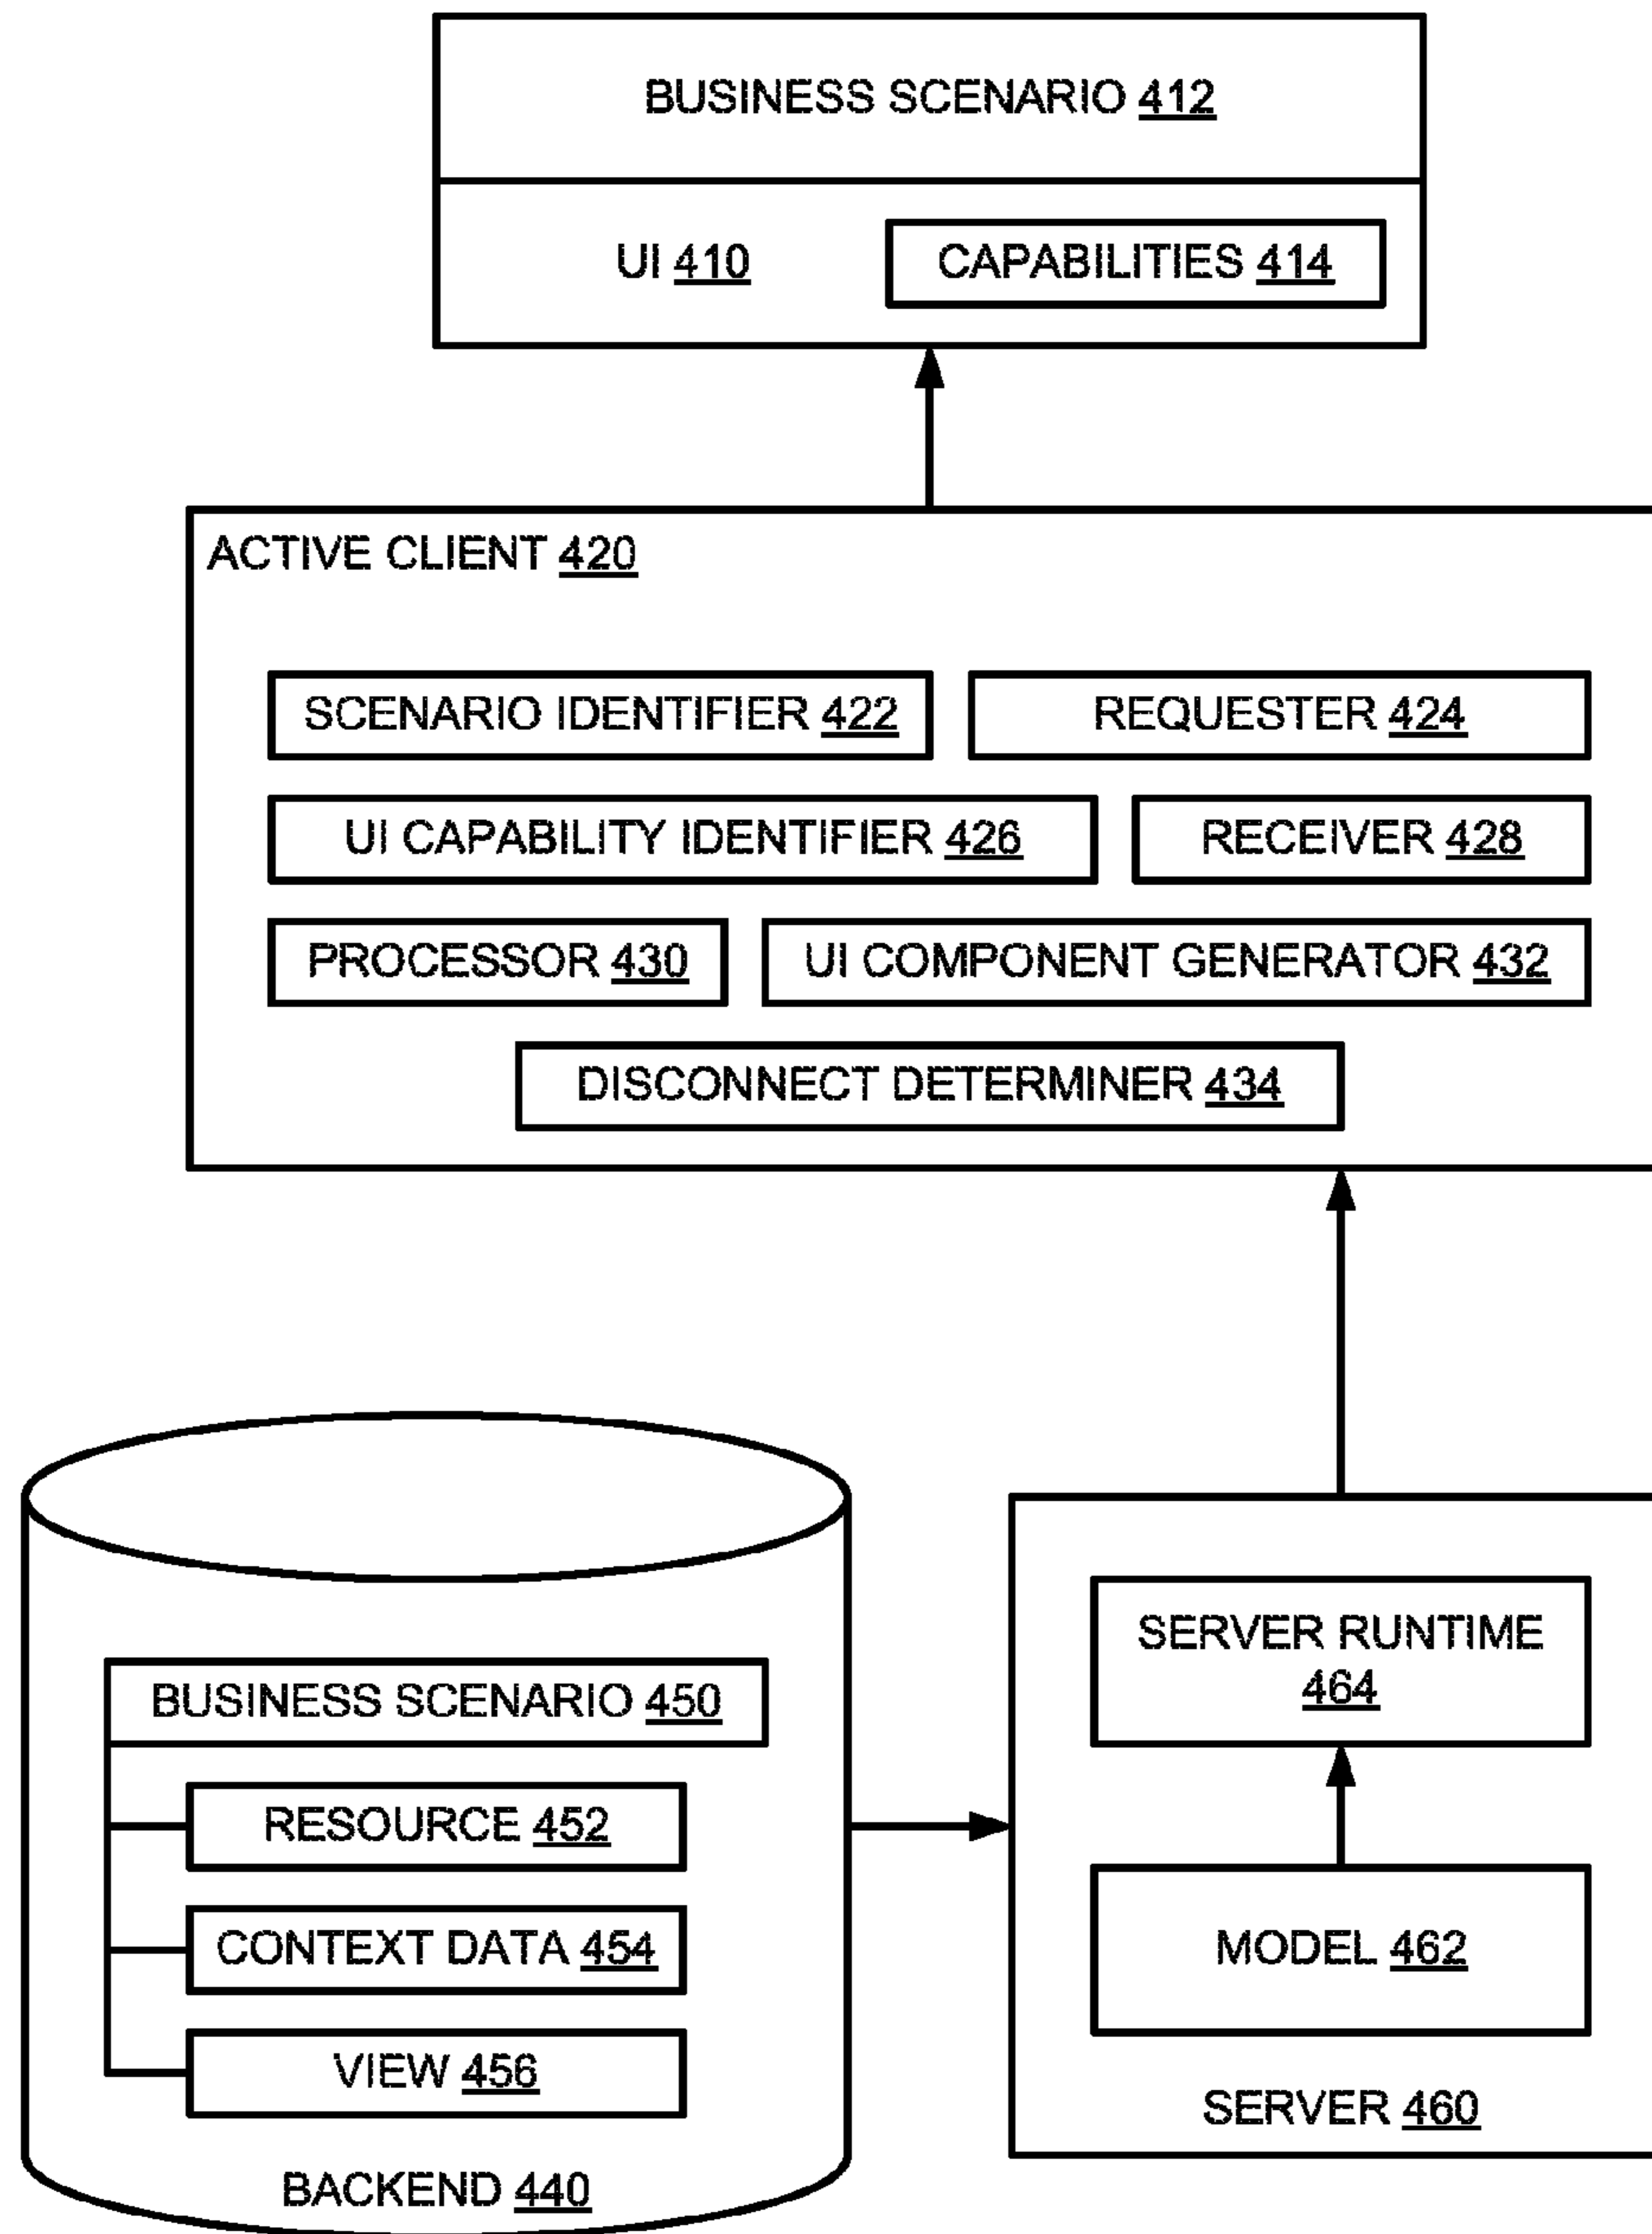 BUSINESS SCENARIO 412
UI 410
CAPABILITIES 414
ACTIVE CLIENT 420
SCENARIO IDENTIFIER 422
REQUESTER 424
UI CAPABILITY IDENTIFIER 426
RECEIVER 428
PROCESSOR 430
UI COMPONENT GENERATOR 432
DISCONNECT DETERMINER 434
BUSINESS SCENARIO 450
RESOURCE 452
CONTEXT DATA 454
VIEW 456
BACKEND 440
SERVER RUNTIME
464
MODEL 462
SERVER 460